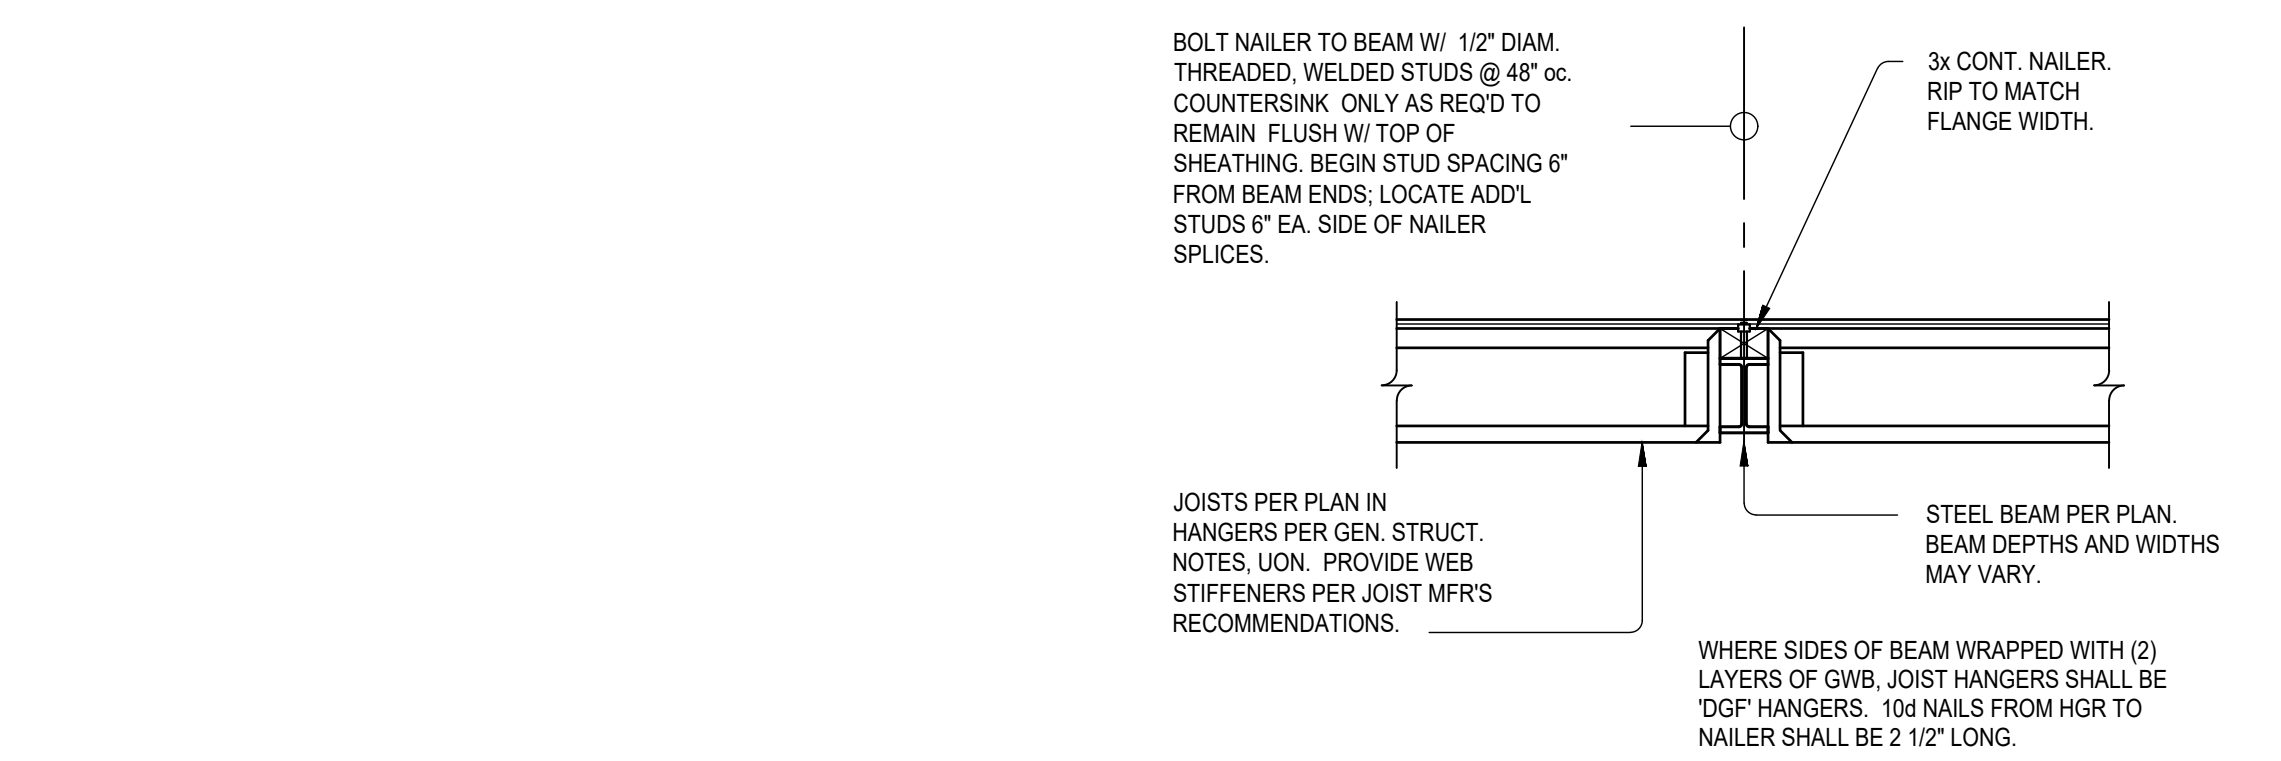 BOLT NAILER TO BEAM W/ 1/2" DIAM.
THREADED, WELDED STUDS @ 48" oc.
COUNTERSINK ONLY AS REQ'D TO
REMAIN FLUSH W/ TOP OF
SHEATHING. BEGIN STUD SPACING 6"
FROM BEAM ENDS; LOCATE ADD'L
STUDS 6" EA. SIDE OF NAILER
SPLICES.
3x CONT. NAILER.
RIP TO MATCH
FLANGE WIDTH.
JOISTS PER PLAN IN
HANGERS PER GEN. STRUCT.
NOTES, UON. PROVIDE WEB
STIFFENERS PER JOIST MFR'S
RECOMMENDATIONS.
STEEL BEAM PER PLAN.
BEAM DEPTHS AND WIDTHS
MAY VARY.
WHERE SIDES OF BEAM WRAPPED WITH (2)
LAYERS OF GWB, JOIST HANGERS SHALL BE
'DGF' HANGERS. 10d NAILS FROM HGR TO
NAILER SHALL BE 2 1/2" LONG.